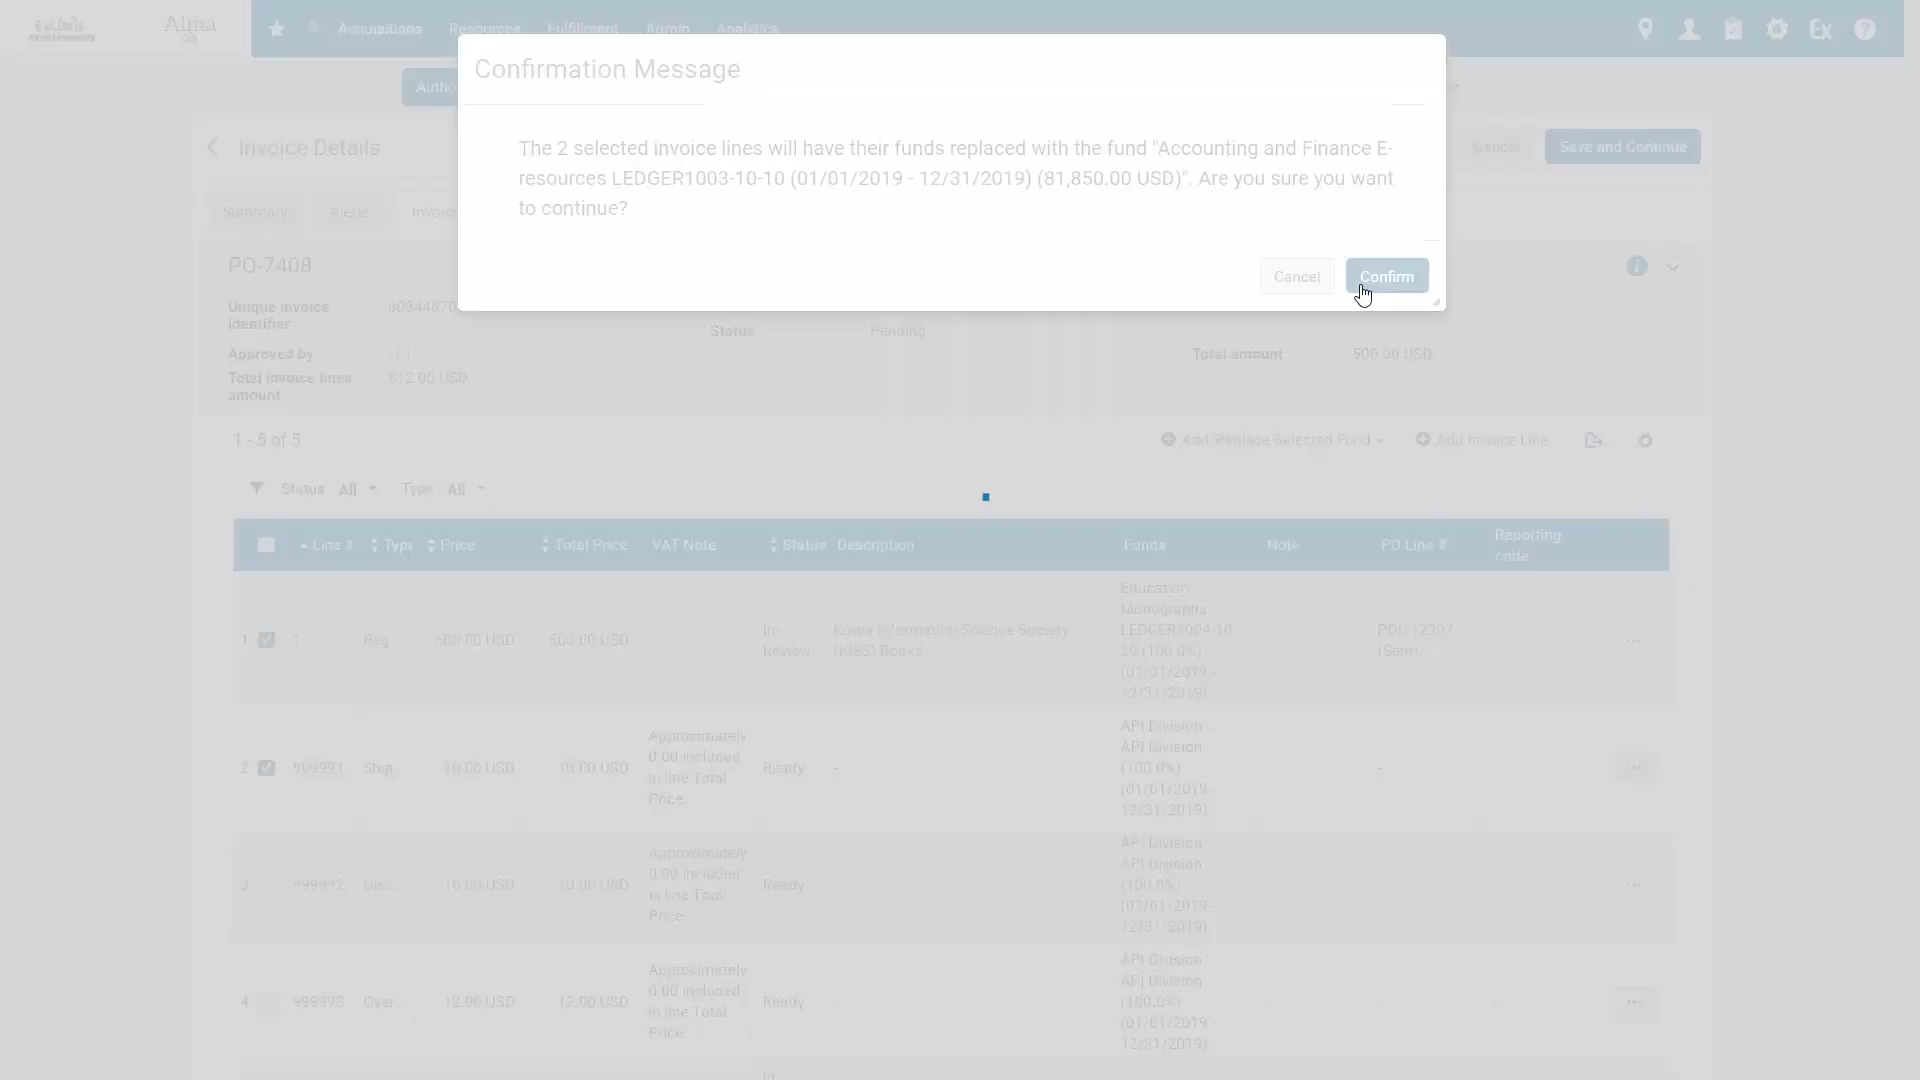 ExLibris
Alma
QA
Acquisitions
Resources
Fulfillment
Admin
Analytics
Ex
Confirmation Message
The 2 selected invoice lines will have their funds replaced with the fund "Accounting and Finance E-
resources LEDGER1003-10-10 (01/01/2019 - 12/31/2019) (81,850.00 USD)". Are you sure you want
to continue?
Cancel
Confirm
Invoice Details
Cancel
Save and Continue
Summary
Alerts
PO-7408
Unique invoice
identifier
Status
Pending
Approved by
Total amount
500.00 USD
Total invoice lines
amount
512.00 USD
1 - 5 of 5
Add/Replace Selected Fund
Add Invoice Line
Status All
Type All
Line #
Type
Price
Total Price
VAT Note
Status
Description
Funds
Note
PO Line #
Reporting
code
1
1
Reg...
500.00 USD
500.00 USD
In
Review
Korea Information Science Society
(KISS) Books
Education
Monographs
LEDGER1004-10-
20 (100.0%)
(01/01/2019 -
12/31/2019)
POL-12307
(Sent)
-
2
999991
Ship...
10.00 USD
10.00 USD
Approximately
0.00 included
in line Total
Price.
Ready
-
API Division
API Division
(100.0%)
(01/01/2019 -
12/31/2019)
-
3
999992
Disc...
10.00 USD
10.00 USD
Approximately
0.00 included
in line Total
Price.
Ready
API Division
API Division
(100.0%)
(01/01/2019 -
12/31/2019)
4
999993
Over...
12.00 USD
12.00 USD
Approximately
0.00 included
in line Total
Price.
Ready
-
API Division
API Division
(100.0%)
(01/01/2019 -
12/31/2019)
-
-
-
In